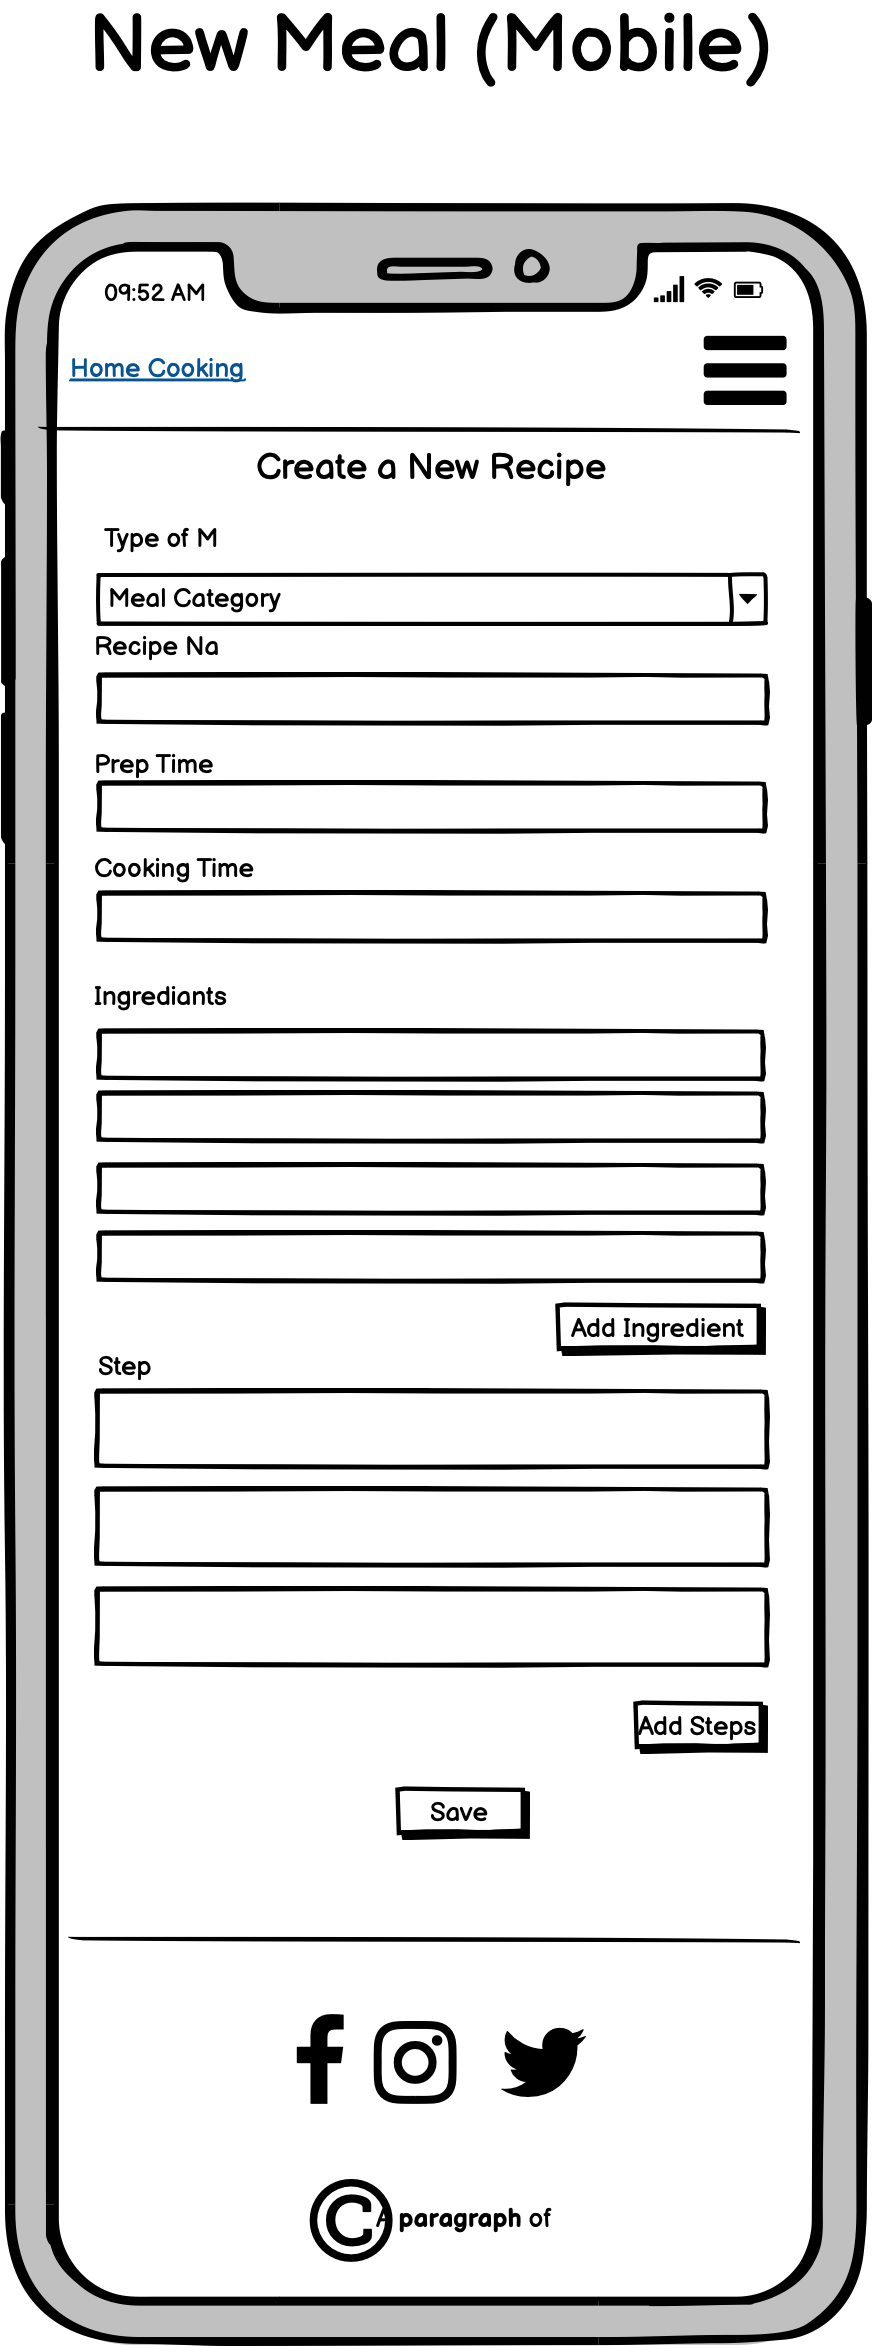 New Meal (Mobile)
09:52 AM
Home Cooking
Create a New Recipe
Type of M
Meal Category
Recipe Na
Prep Time
Cooking Time
Ingrediants
Add Ingredient
Step
Add Steps
Save
© A paragraph of